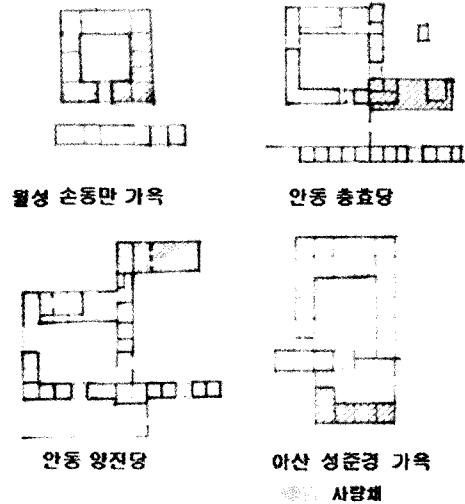 월성 손동만 가옥
안동 충효당
안동 양진당
아산 성준경 가옥
사랑채